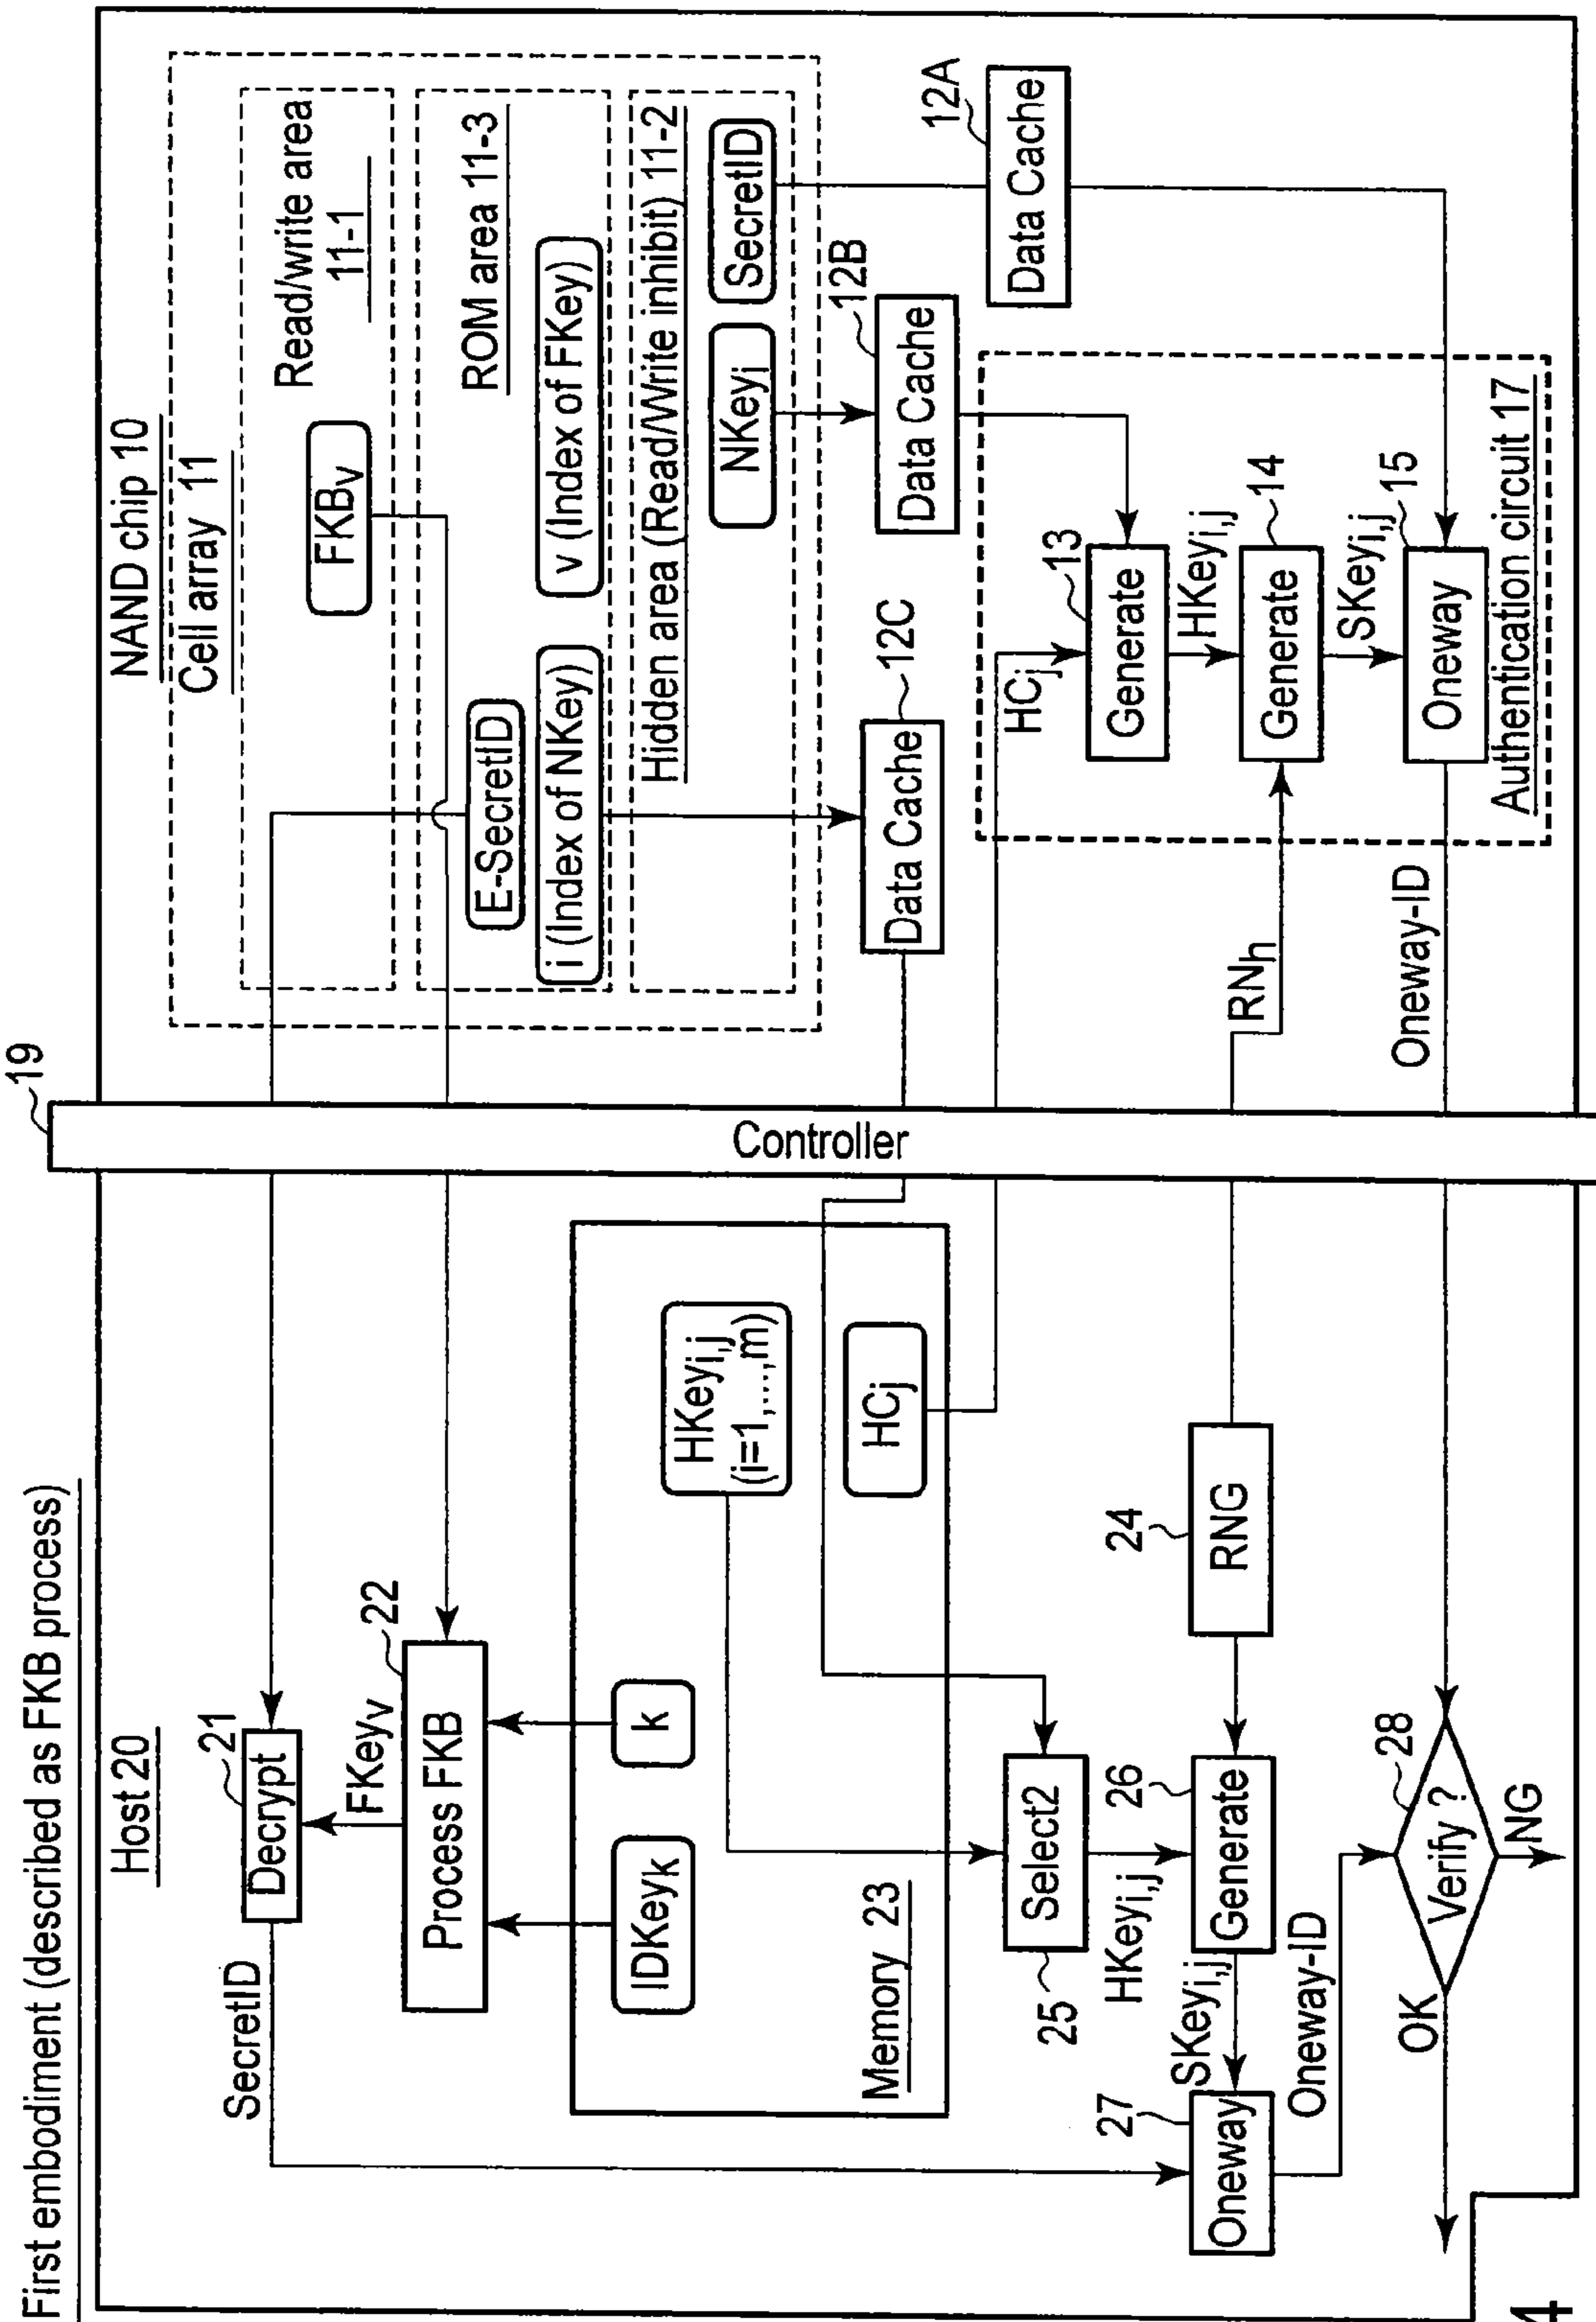 First embodiment (described as FKB process)
19
Host 20
NAND chip 10
Cell array 11
Read/write area
11-1
FKBv
ROM area 11-3
E-SecretID
i (Index of NKey)
v (Index of FKey)
Hidden area (Read/Write inhibit) 11-2
NKeyi
SecretID
12C
Data Cache
12B
Data Cache
12A
Data Cache
Controller
SecretID
21
Decrypt
FKeyv
22
Process FKB
IDKeyk
k
HKeyi,j
(i=1,...,m)
HCj
Memory 23
Select2
25
HKeyi,j
24
RNG
26
Generate
SKeyi,j
27
Oneway
Oneway-ID
28
Verify ?
OK
NG
HCj
13
Generate
HKeyi,j
RNh
14
Generate
SKeyi,j
15
Oneway
Oneway-ID
Authentication circuit 17
4